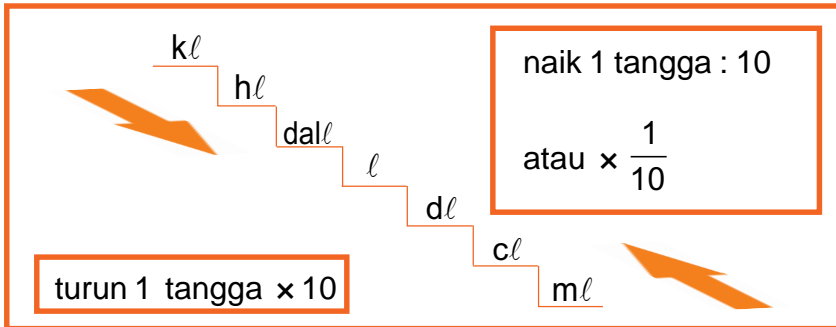 kℓ
hℓ
dalℓ
ℓ
dℓ
cℓ
mℓ
naik 1 tangga : 10
atau × 1/10
turun 1 tangga × 10